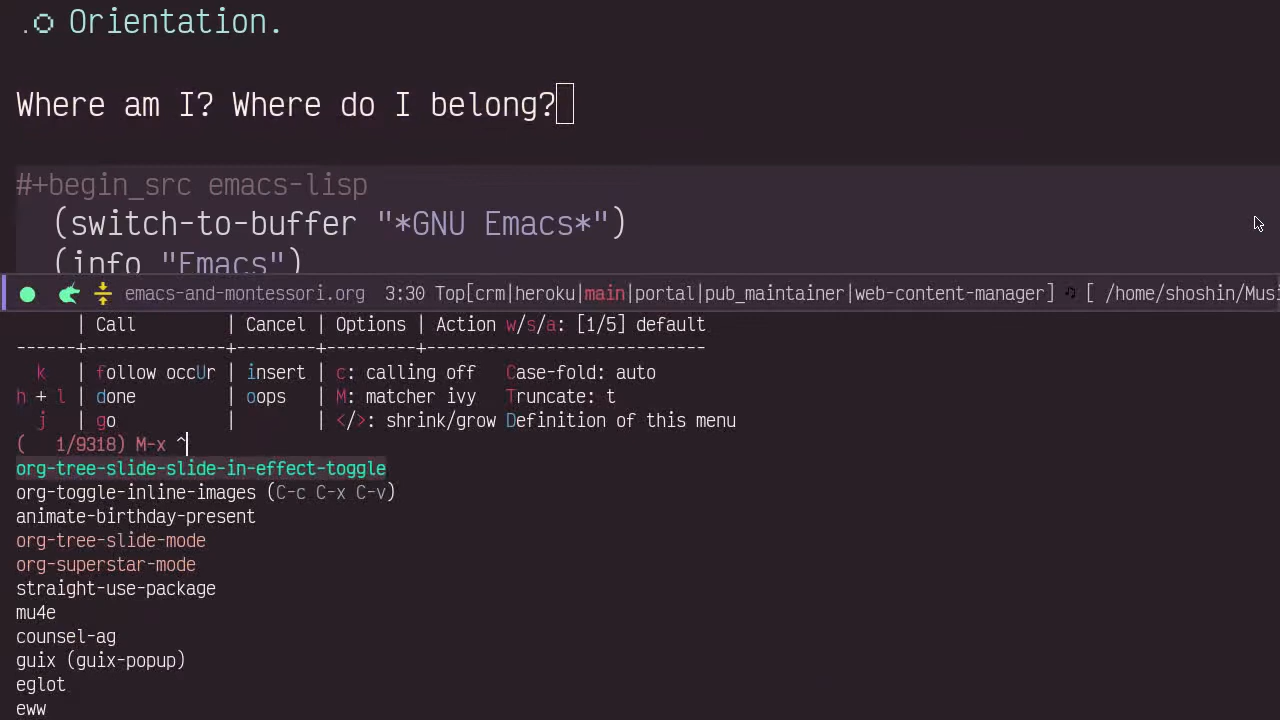 Orientation.
Where am I? Where do I belong?
#+begin_src emacs-lisp
(switch-to-buffer "*GNU Emacs*")
(info "Emacs")
emacs-and-montessori.org 3:30 Top[crm|heroku|main|portal|pub_maintainer|web-content-manager] ♫ [ /home/shoshin/Musi
| Call | Cancel | Options | Action w/s/a: [1/5] default
------+--------------+--------+---------+--------------------------
k | follow occUr | insert | c: calling off Case-fold: auto
h + l | done | oops | M: matcher ivy Truncate: t
j | go | | </>: shrink/grow Definition of this menu
( 1/9318) M-x ^
org-tree-slide-slide-in-effect-toggle
org-toggle-inline-images (C-c C-x C-v)
animate-birthday-present
org-tree-slide-mode
org-superstar-mode
straight-use-package
mu4e
counsel-ag
guix (guix-popup)
eglot
eww